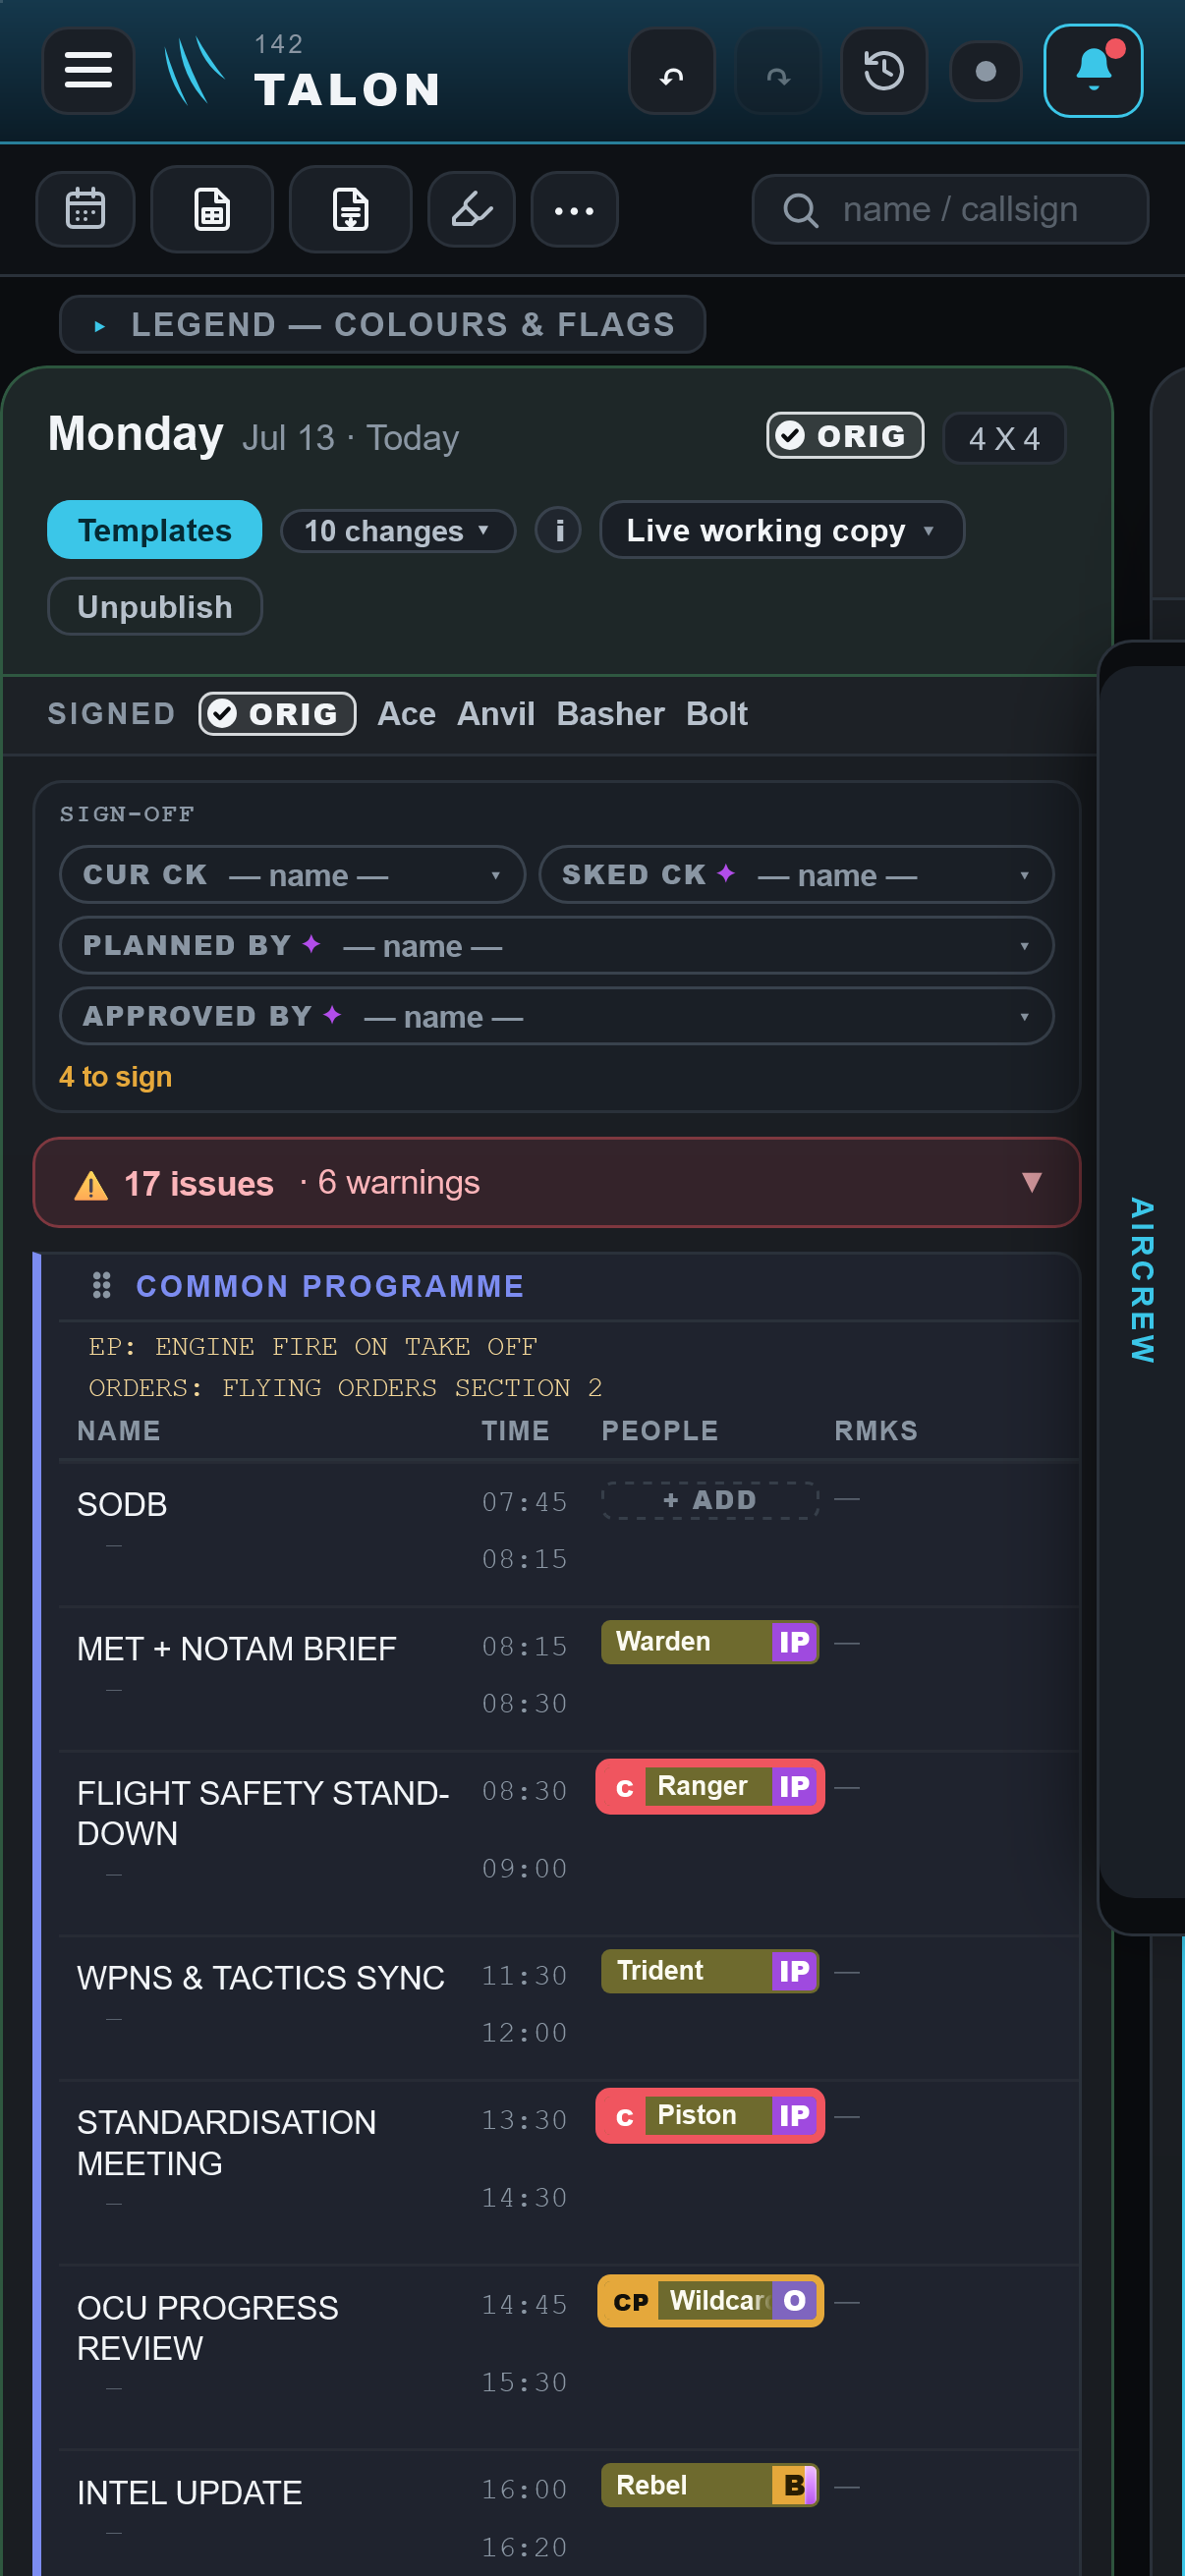 142
TALON
name / callsign
LEGEND — COLOURS & FLAGS
Monday Jul 13 · Today ORIG 4 X 4
Templates 10 changes i Live working copy
Unpublish
SIGNED ORIG Ace Anvil Basher Bolt
SIGN-OFF
CUR CK — name — SKED CK — name —
PLANNED BY — name —
APPROVED BY — name —
4 to sign
17 issues · 6 warnings
AIRCREW
COMMON PROGRAMME
EP: ENGINE FIRE ON TAKE OFF
ORDERS: FLYING ORDERS SECTION 2
NAME TIME PEOPLE RMKS
SODB 07:45 + ADD —
— 08:15
MET + NOTAM BRIEF 08:15 Warden IP —
— 08:30
FLIGHT SAFETY STAND- 08:30 C Ranger IP —
DOWN
— 09:00
WPNS & TACTICS SYNC 11:30 Trident IP —
— 12:00
STANDARDISATION 13:30 C Piston IP —
MEETING
— 14:30
OCU PROGRESS 14:45 CP Wildcar O —
REVIEW
— 15:30
INTEL UPDATE 16:00 Rebel B —
— 16:20